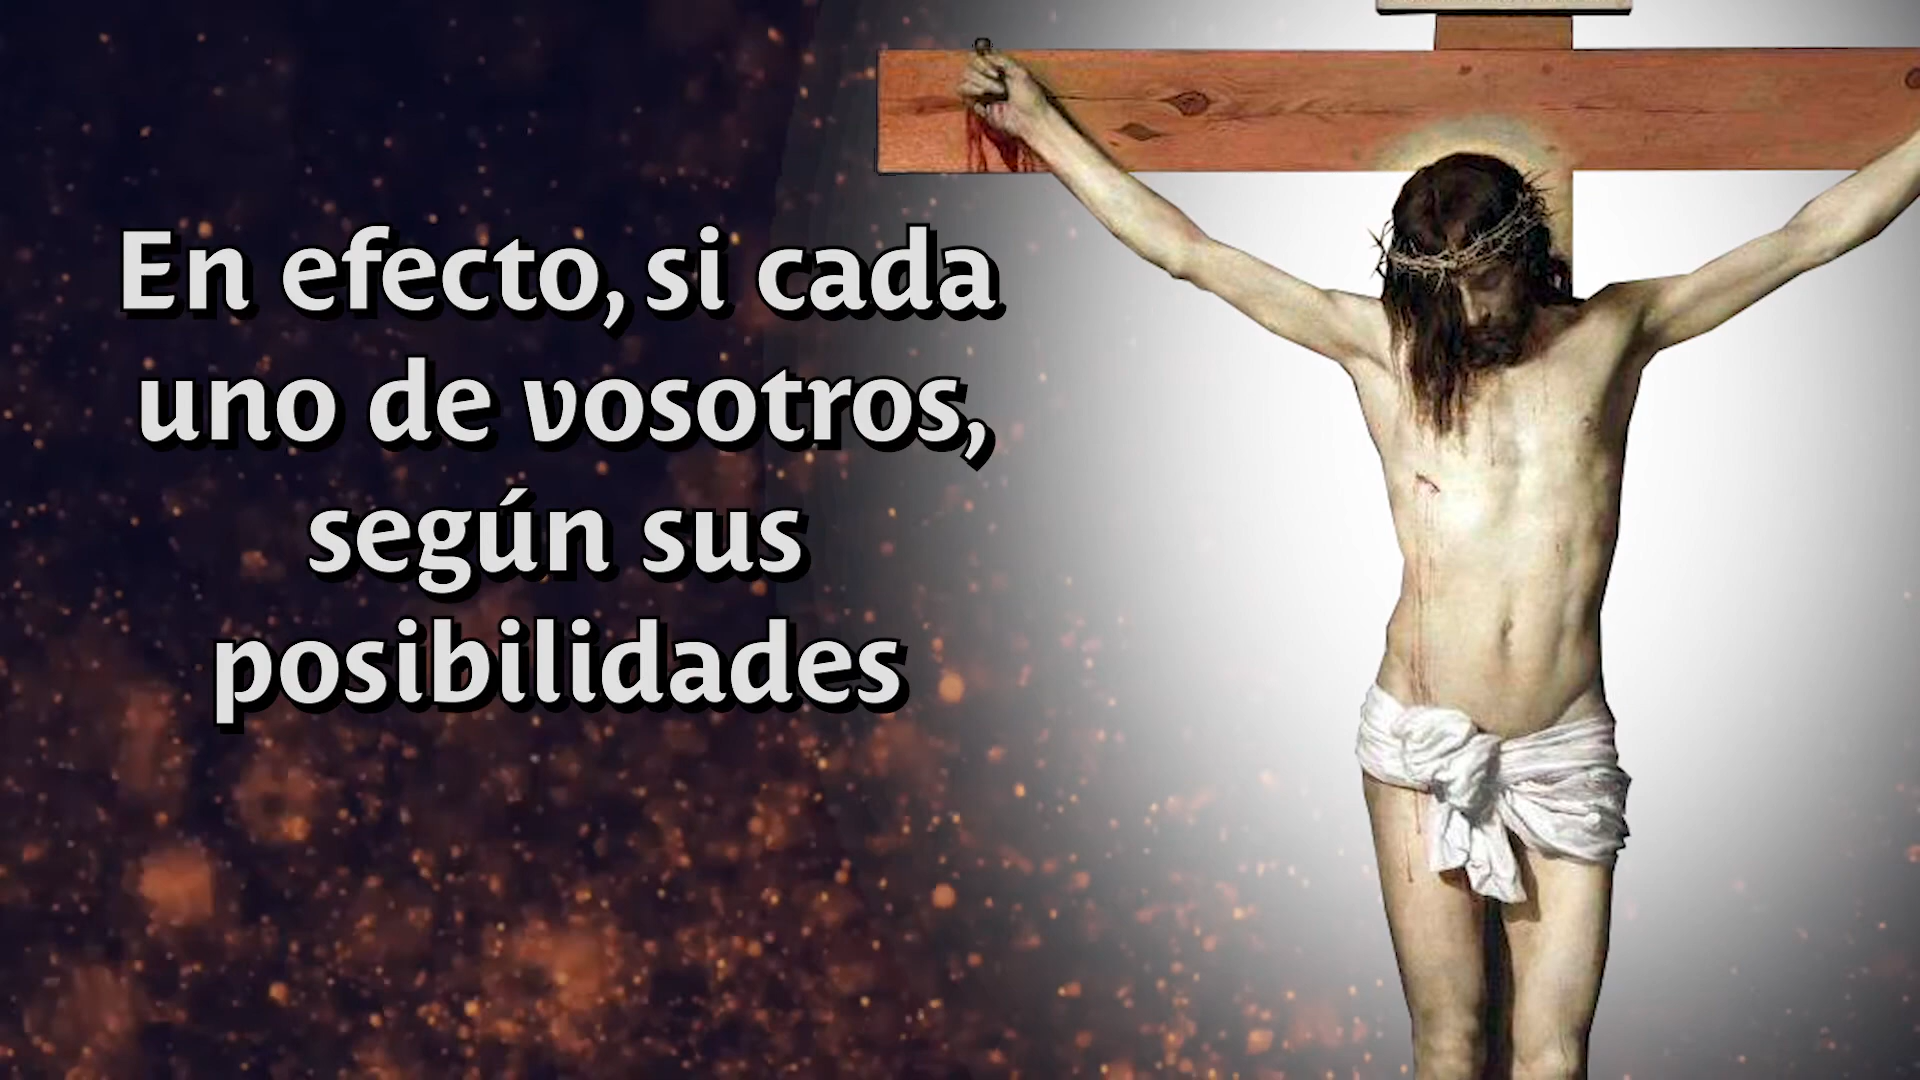 En efecto, si cada
uno de vosotros,
según sus
posibilidades